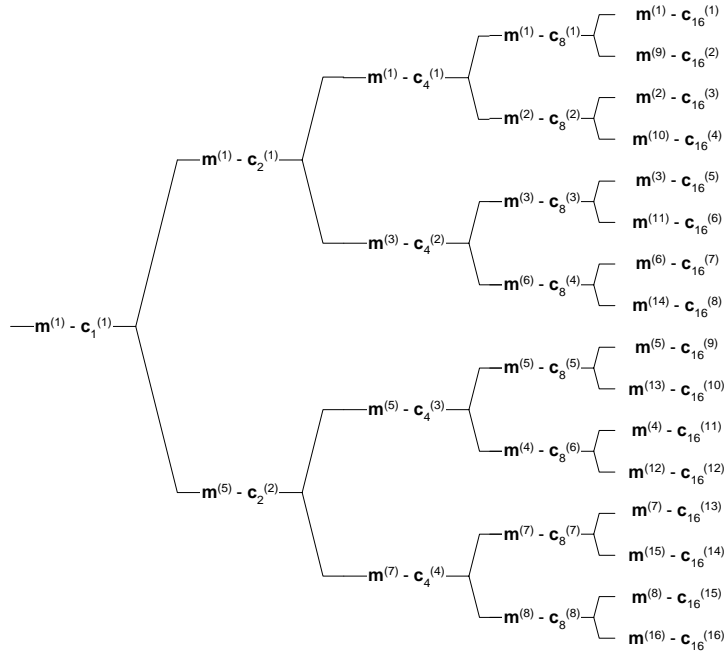 m(1) - c16(1)
m(1) - c8(1)
m(9) - c16(2)
m(1) - c4(1)
m(2) - c16(3)
m(2) - c8(2)
m(10) - c16(4)
m(1) - c2(1)
m(3) - c16(5)
m(3) - c8(3)
m(11) - c16(6)
m(3) - c4(2)
m(6) - c16(7)
m(6) - c8(4)
m(14) - c16(8)
m(1) - c1(1)
m(5) - c16(9)
m(5) - c8(5)
m(13) - c16(10)
m(5) - c4(3)
m(4) - c16(11)
m(4) - c8(6)
m(12) - c16(12)
m(5) - c2(2)
m(7) - c16(13)
m(7) - c8(7)
m(15) - c16(14)
m(7) - c4(4)
m(8) - c16(15)
m(8) - c8(8)
m(16) - c16(16)